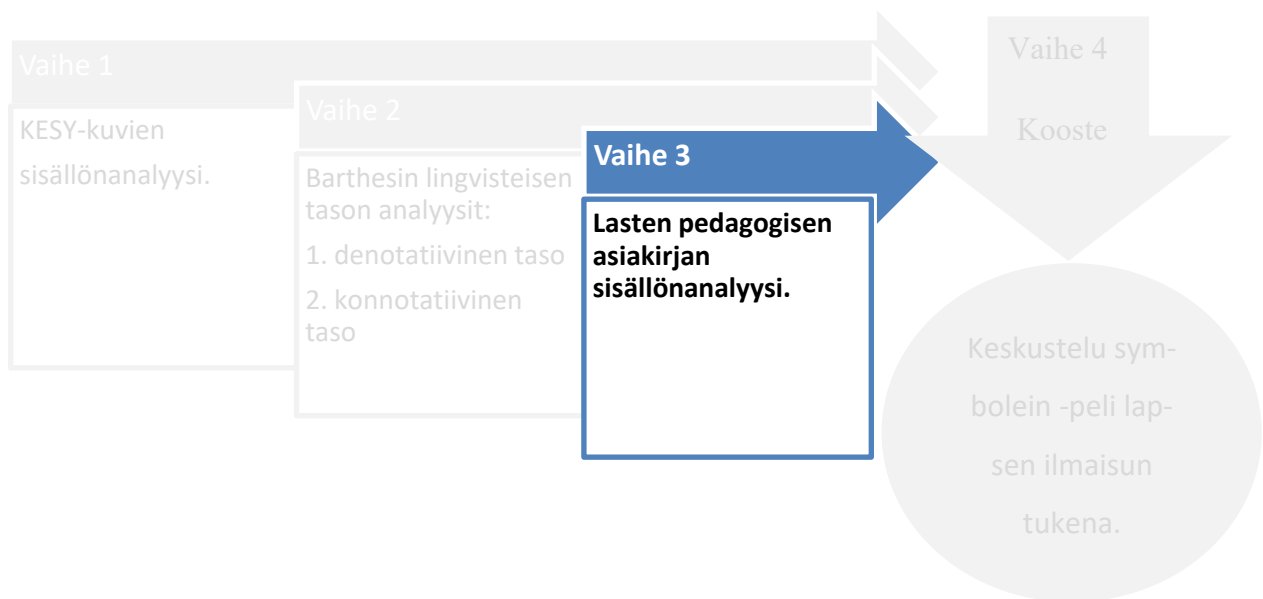 Vaihe 1
KESY-kuvien
sisällönanalyysi.
Vaihe 2
Barthesin lingvisteisen
tason analyysit:
1. denotatiivinen taso
2. konnotatiivinen
taso
Vaihe 3
Lasten pedagogisen
asiakirjan
sisällönanalyysi.
Vaihe 4
Kooste
Keskustelu sym-
bolein -peli lap-
sen ilmaisun
tukena.